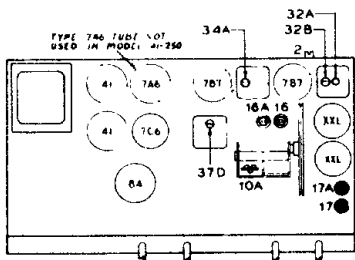 TYPE 7A6 TUBE NOT
USED IN MODEL 41-250
34A
32A
32B
2
41
7A6
7B7
7B7
16A 16
XXL
41
7C6
37D
10A
XXL
84
17A
17